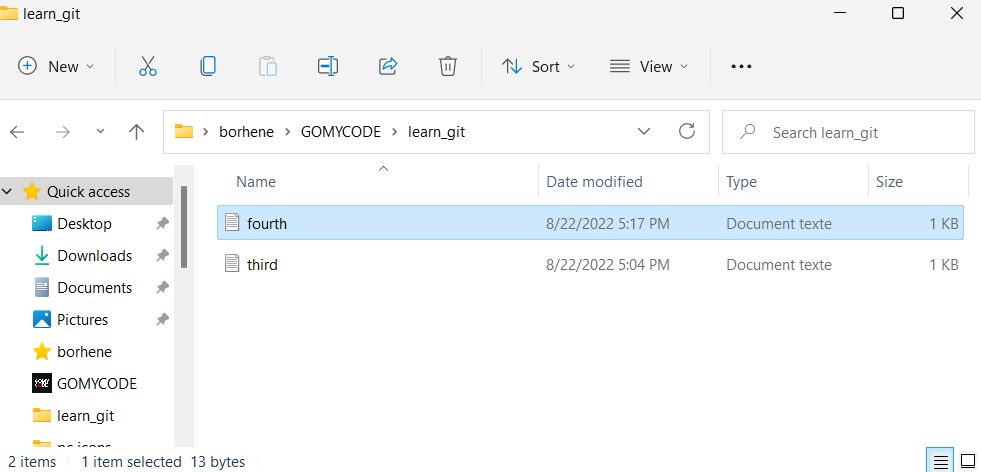 learn_git
New Sort View
borhene GOMYCODE learn_git Search learn_git
Name Date modified Type Size
Quick access
fourth 8/22/2022 5:17 PM Document texte 1 KB
Desktop
third 8/22/2022 5:04 PM Document texte 1 KB
Downloads
Documents
Pictures
borhene
GOMYCODE
learn_git
2 items 1 item selected 13 bytes